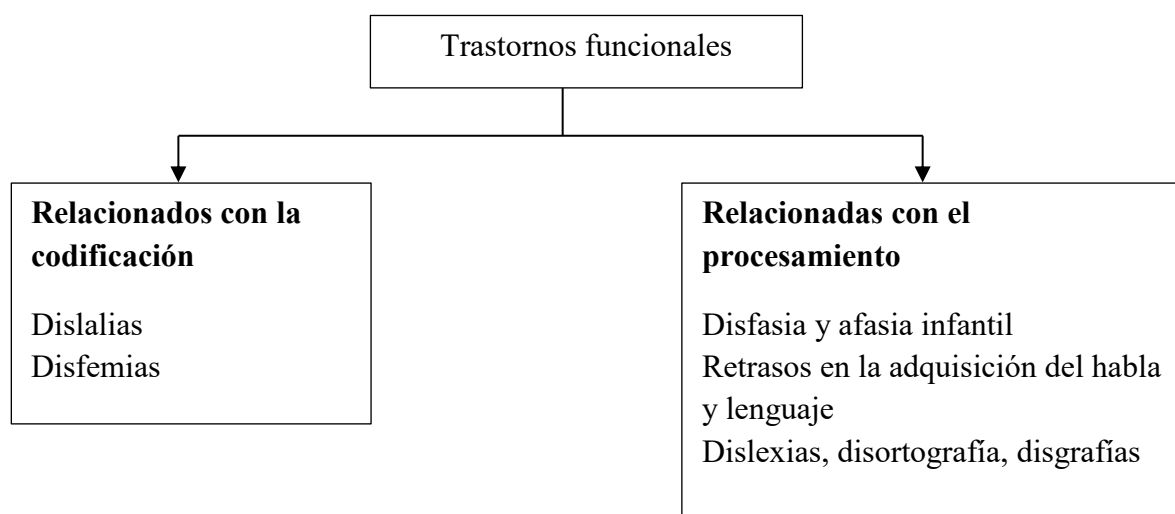 Trastornos funcionales
Relacionados con la
codificación
Dislalias
Disfemias
Relacionadas con el
procesamiento
Disfasia y afasia infantil
Retrasos en la adquisición del habla
y lenguaje
Dislexias, disortografía, disgrafías